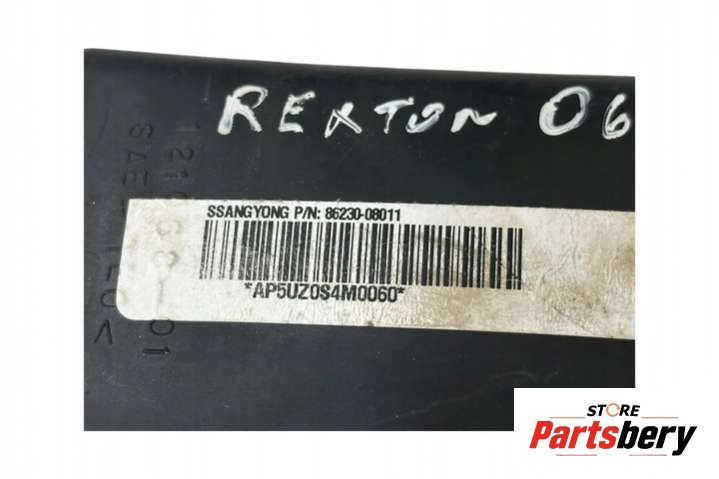 REXTON 06
SSANGYONG P/N: 86230-08011
*AP5UZ0S4M0060*
STORE
Partsbery